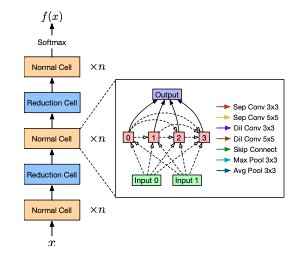 f(x)
Softmax
Normal Cell ×n
Reduction Cell
Normal Cell ×n
Reduction Cell
Normal Cell ×n
x
Output
0 1 2 3
Input 0 Input 1
Sep Conv 3x3
Sep Conv 5x5
Dil Conv 3x3
Dil Conv 5x5
Skip Connect
Max Pool 3x3
Avg Pool 3x3